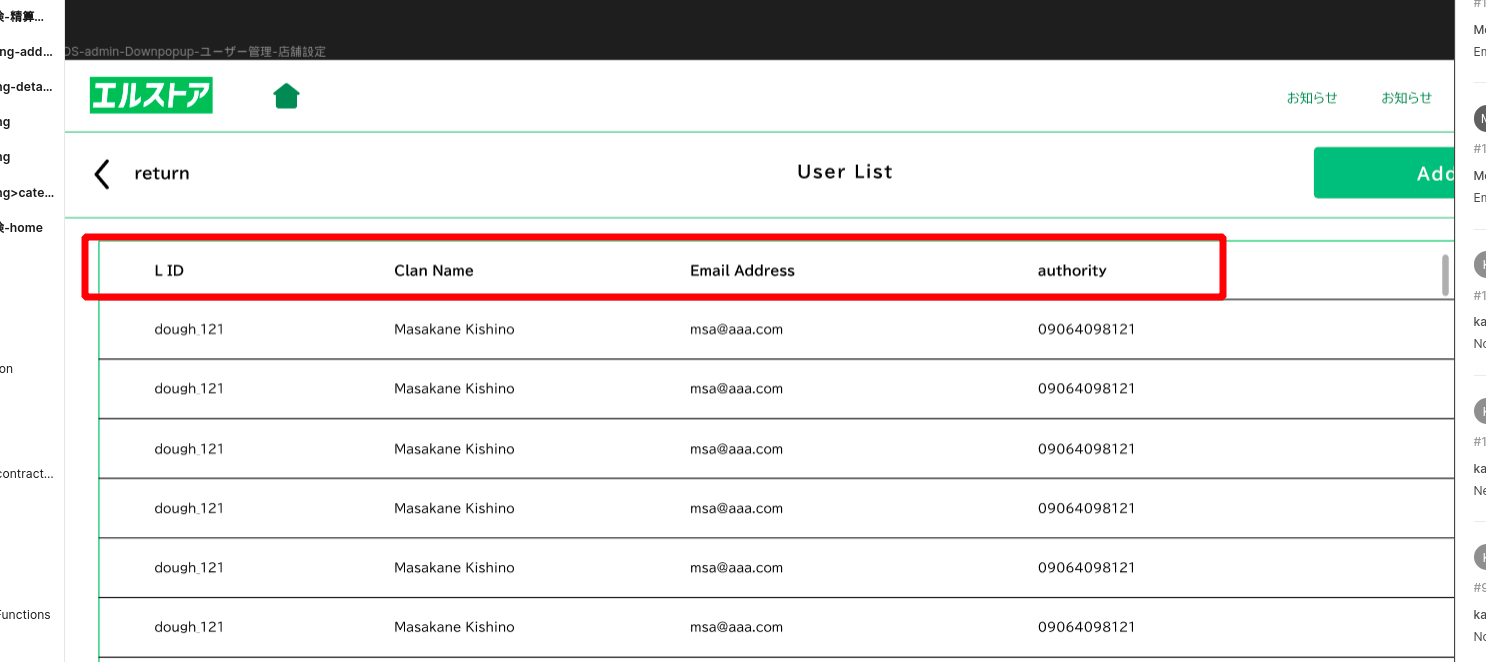 -精算...
ng-add...
OS-admin-Downpopup-ユーザー管理-店舗設定
ng-deta...
エルストア
お知らせ お知らせ
ng
ng
return
User List
Add
ng>cate...
-home
L ID Clan Name Email Address authority
dough_121 Masakane Kishino msa@aaa.com 09064098121
dough_121 Masakane Kishino msa@aaa.com 09064098121
dough_121 Masakane Kishino msa@aaa.com 09064098121
dough_121 Masakane Kishino msa@aaa.com 09064098121
dough_121 Masakane Kishino msa@aaa.com 09064098121
dough_121 Masakane Kishino msa@aaa.com 09064098121
on
contract...
Functions
#1
Me
En
#1
Me
En
#1
ka
No
#1
ka
Ne
#9
ka
No